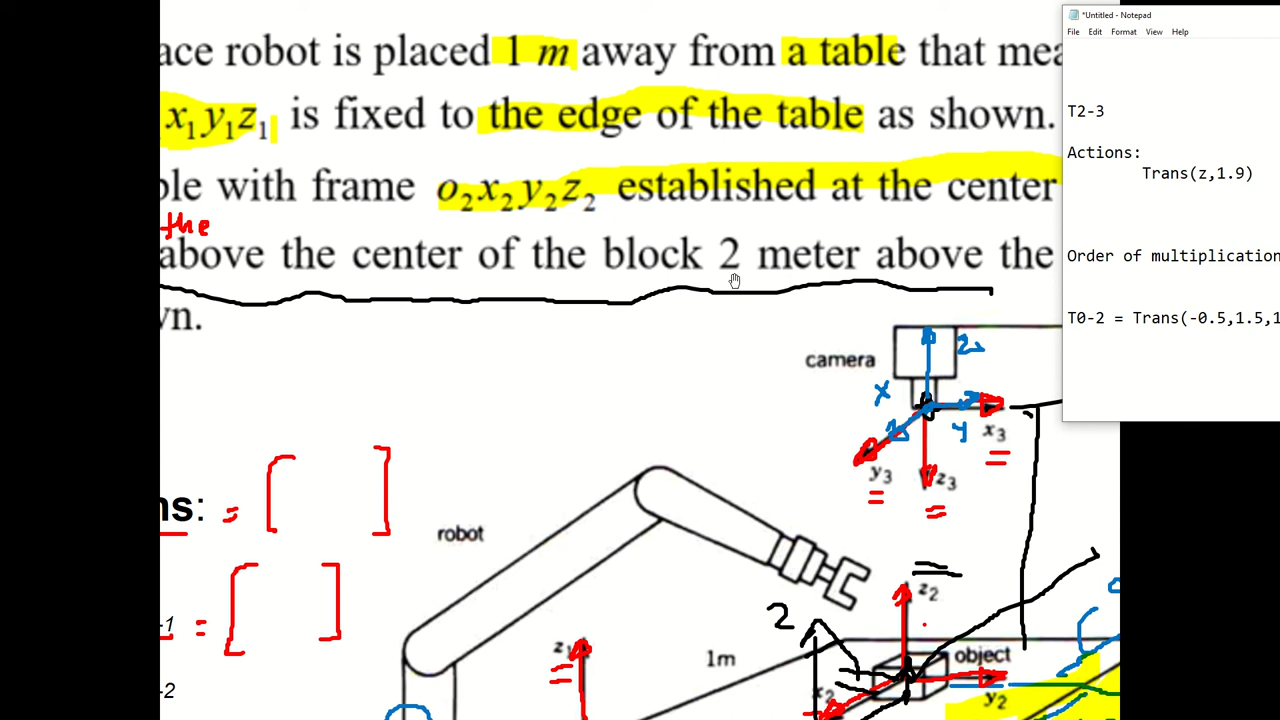 ace robot is placed 1 m away from a table that mea
x1y1z1 is fixed to the edge of the table as shown.
ble with frame o2x2y2z2 established at the center
the
above the center of the block 2 meter above the
wn.
*Untitled - Notepad
File Edit Format View Help
T2-3
Actions:
Trans(z,1.9)
Order of multiplication
T0-2 = Trans(-0.5,1.5,1
camera
z
x
y
x3
y3
z3
ns: =
robot
z2
2
z1
1m
object
-1 =
x2
y2
-2